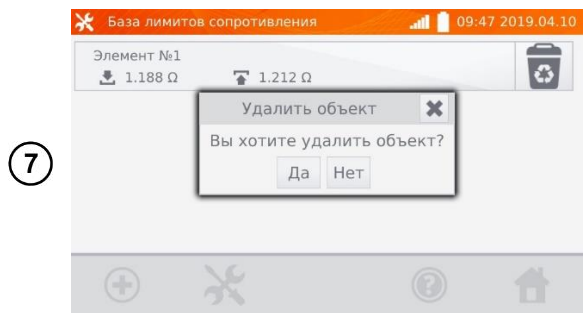 База лимитов сопротивления 09:47 2019.04.10
Элемент №1
1.188 Ω 1.212 Ω
Удалить объект
Вы хотите удалить объект?
Да Нет
7